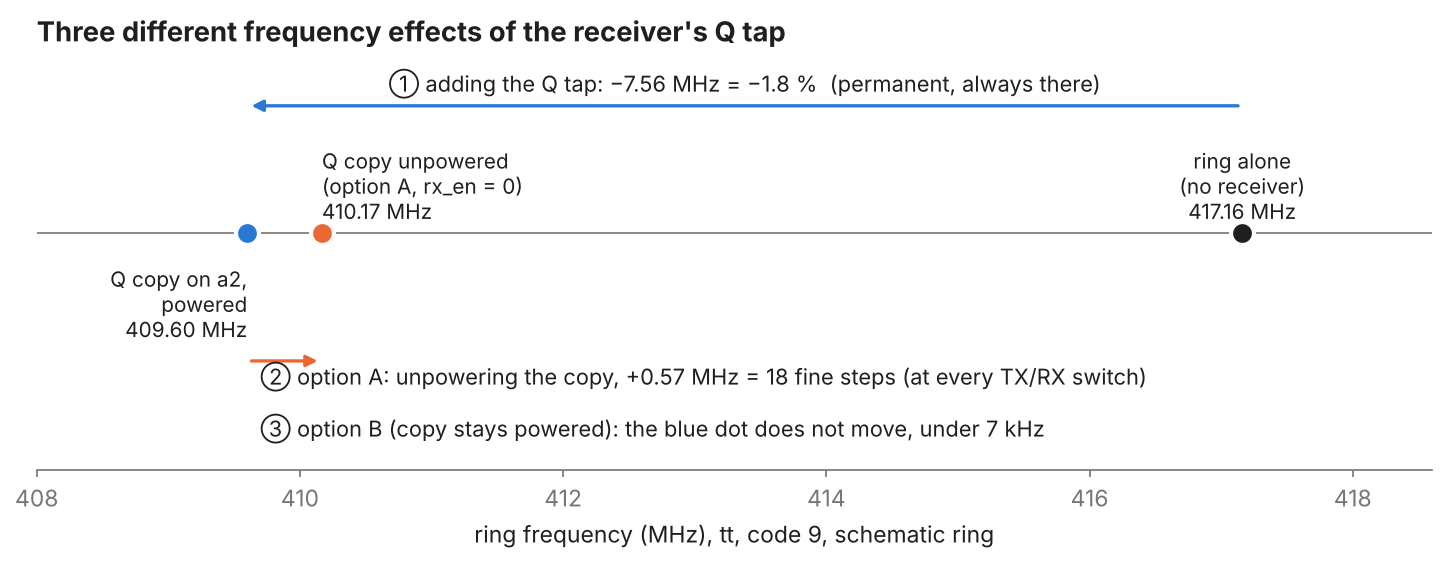 Three different frequency effects of the receiver's Q tap
① adding the Q tap: −7.56 MHz = −1.8 % (permanent, always there)
Q copy unpowered
(option A, rx_en = 0)
410.17 MHz
ring alone
(no receiver)
417.16 MHz
Q copy on a2,
powered
409.60 MHz
② option A: unpowering the copy, +0.57 MHz = 18 fine steps (at every TX/RX switch)
③ option B (copy stays powered): the blue dot does not move, under 7 kHz
408 410 412 414 416 418
ring frequency (MHz), tt, code 9, schematic ring